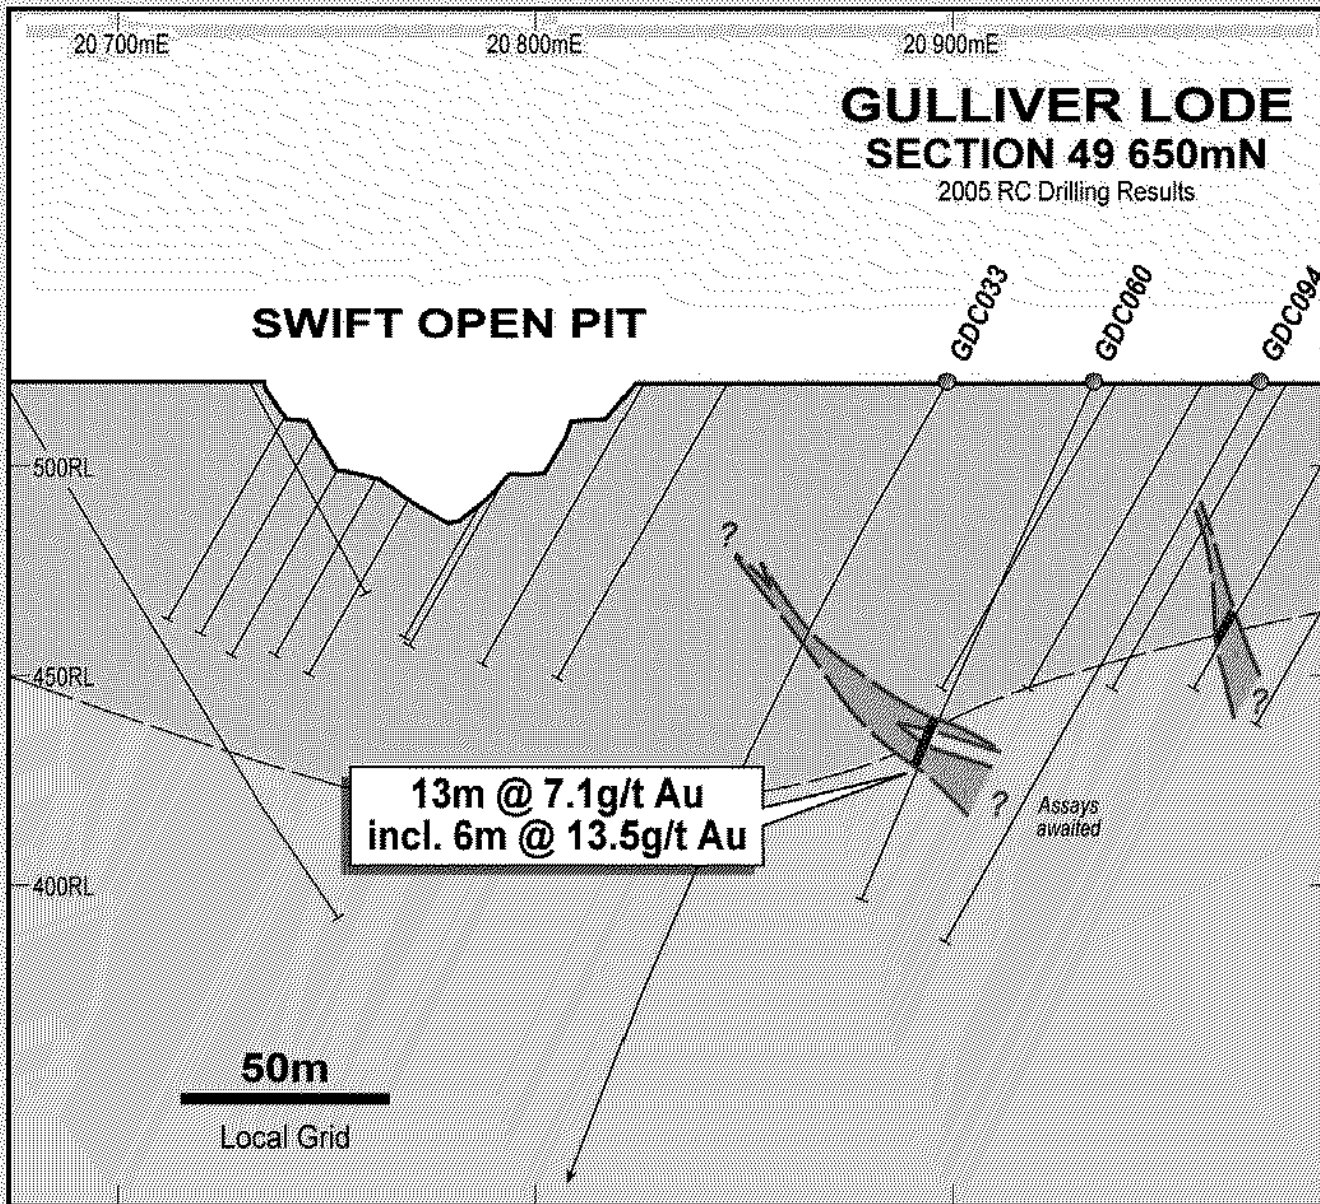 20 700mE
20 800mE
20 900mE
GULLIVER LODE
SECTION 49 650mN
2005 RC Drilling Results
SWIFT OPEN PIT
GDC033
GDC060
GDC094
500RL
?
450RL
?
13m @ 7.1g/t Au
incl. 6m @ 13.5g/t Au
?
Assays
awaited
400RL
50m
Local Grid